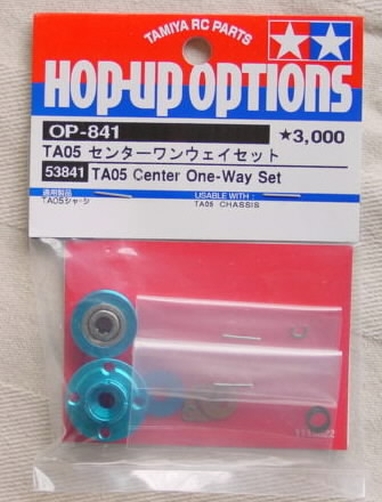 TAMIYA RC PARTS
HOP-UP OPTIONS
OP-841
★3,000
TA05 センターワンウェイセット
53841 TA05 Center One-Way Set
適用製品
TA05シャーシ
USABLE WITH:
TA05 CHASSIS